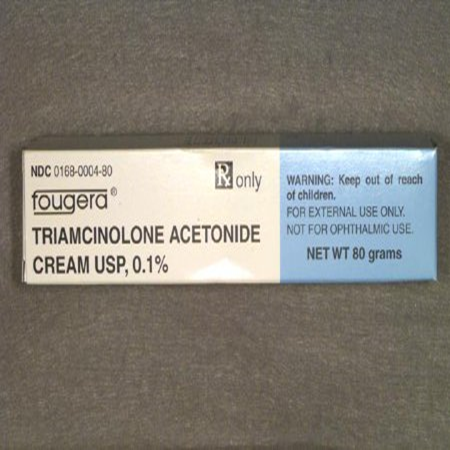 NDC 0168-0004-80
fougera®
TRIAMCINOLONE ACETONIDE
CREAM USP, 0.1%
Rx only
WARNING: Keep out of reach
of children.
FOR EXTERNAL USE ONLY.
NOT FOR OPHTHALMIC USE.
NET WT 80 grams